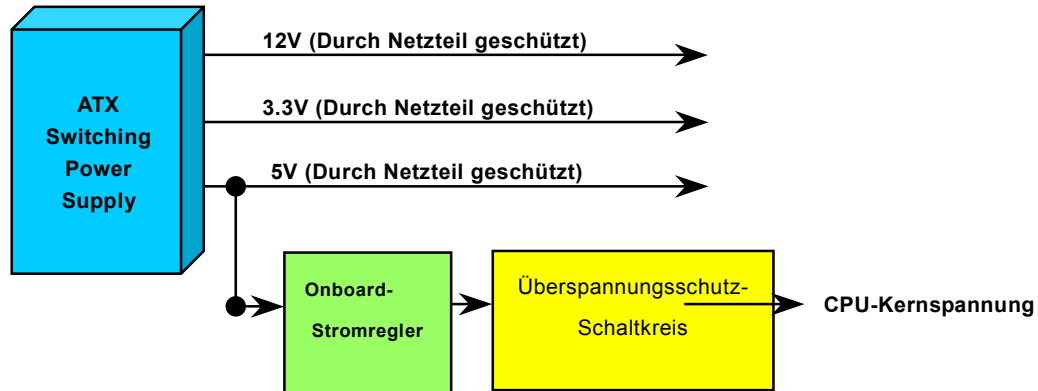 12V (Durch Netzteil geschützt)
ATX
Switching
Power
Supply
3.3V (Durch Netzteil geschützt)
5V (Durch Netzteil geschützt)
Onboard-
Stromregler
Überspannungsschutz-
Schaltkreis
CPU-Kernspannung